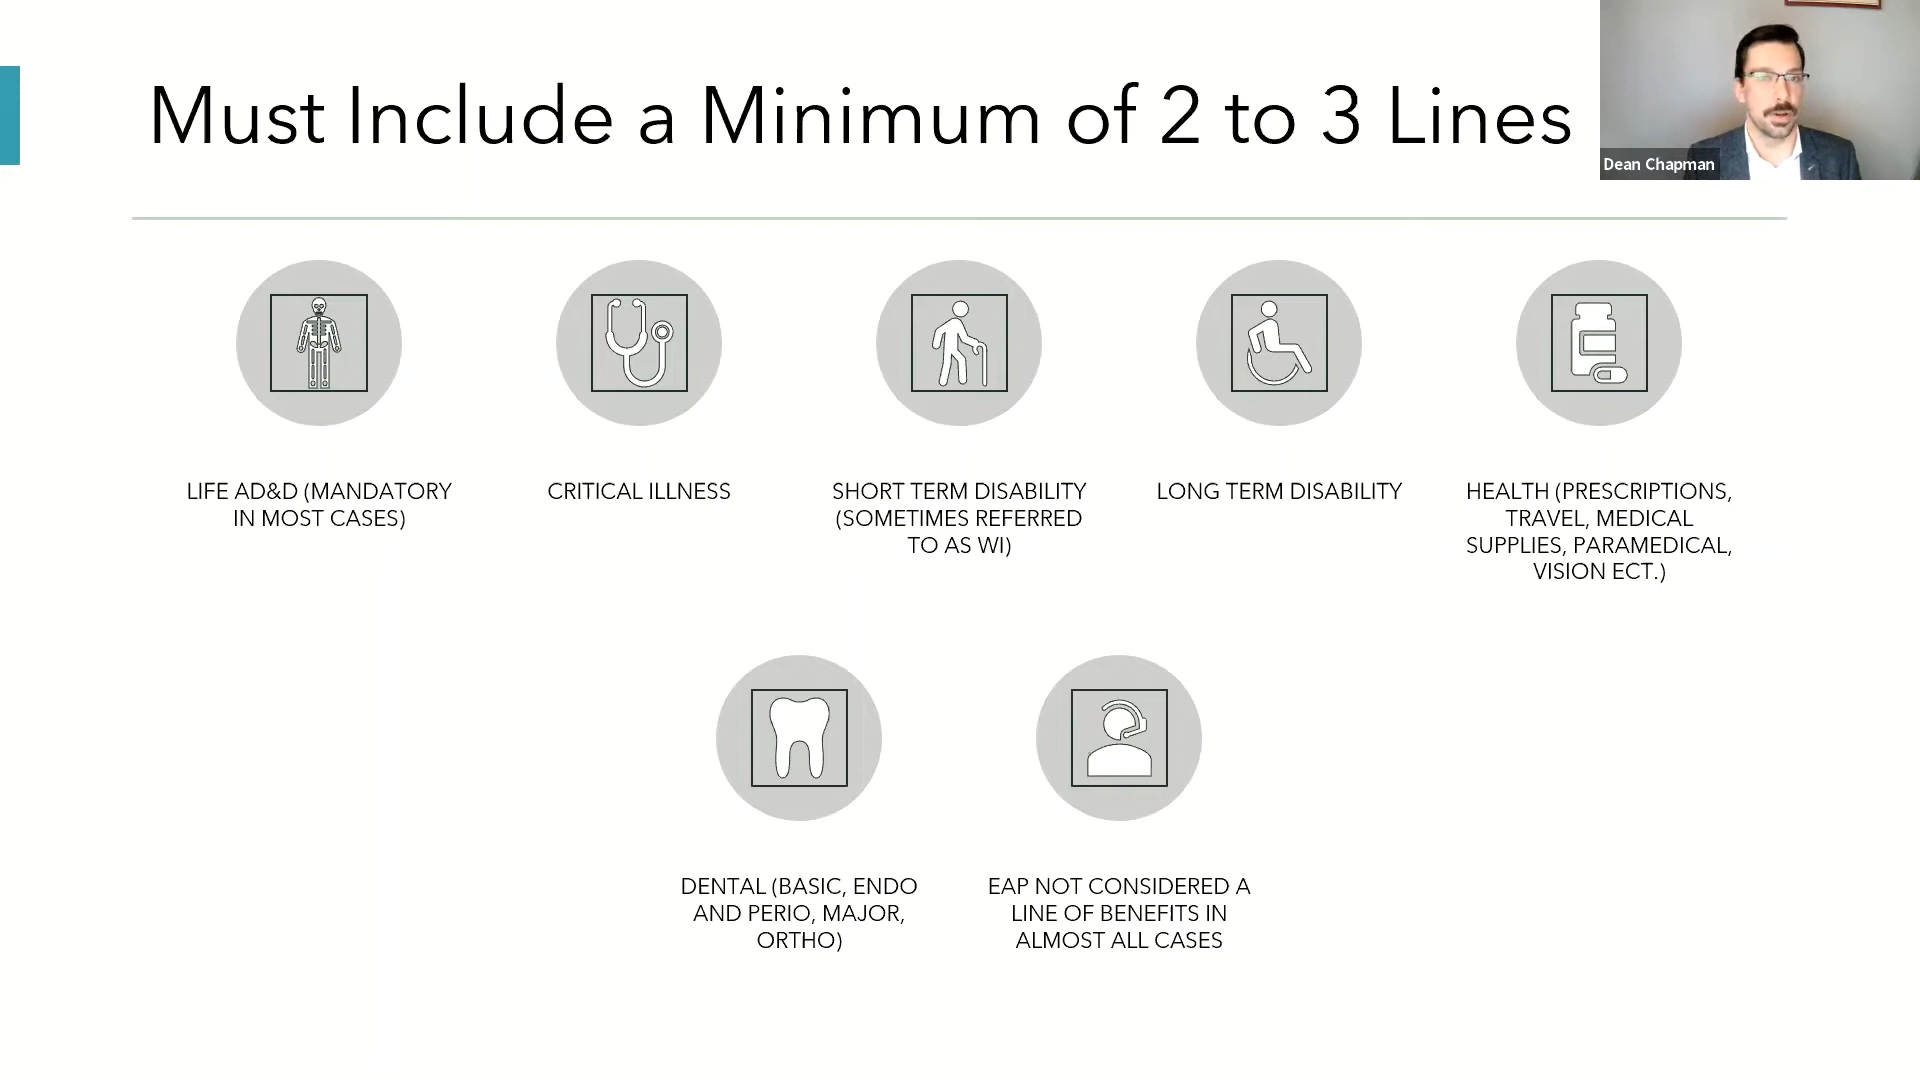 Must Include a Minimum of 2 to 3 Lines
Dean Chapman
LIFE AD&D (MANDATORY
IN MOST CASES)
CRITICAL ILLNESS
SHORT TERM DISABILITY
(SOMETIMES REFERRED
TO AS WI)
LONG TERM DISABILITY
HEALTH (PRESCRIPTIONS,
TRAVEL, MEDICAL
SUPPLIES, PARAMEDICAL,
VISION ECT.)
DENTAL (BASIC, ENDO
AND PERIO, MAJOR,
ORTHO)
EAP NOT CONSIDERED A
LINE OF BENEFITS IN
ALMOST ALL CASES